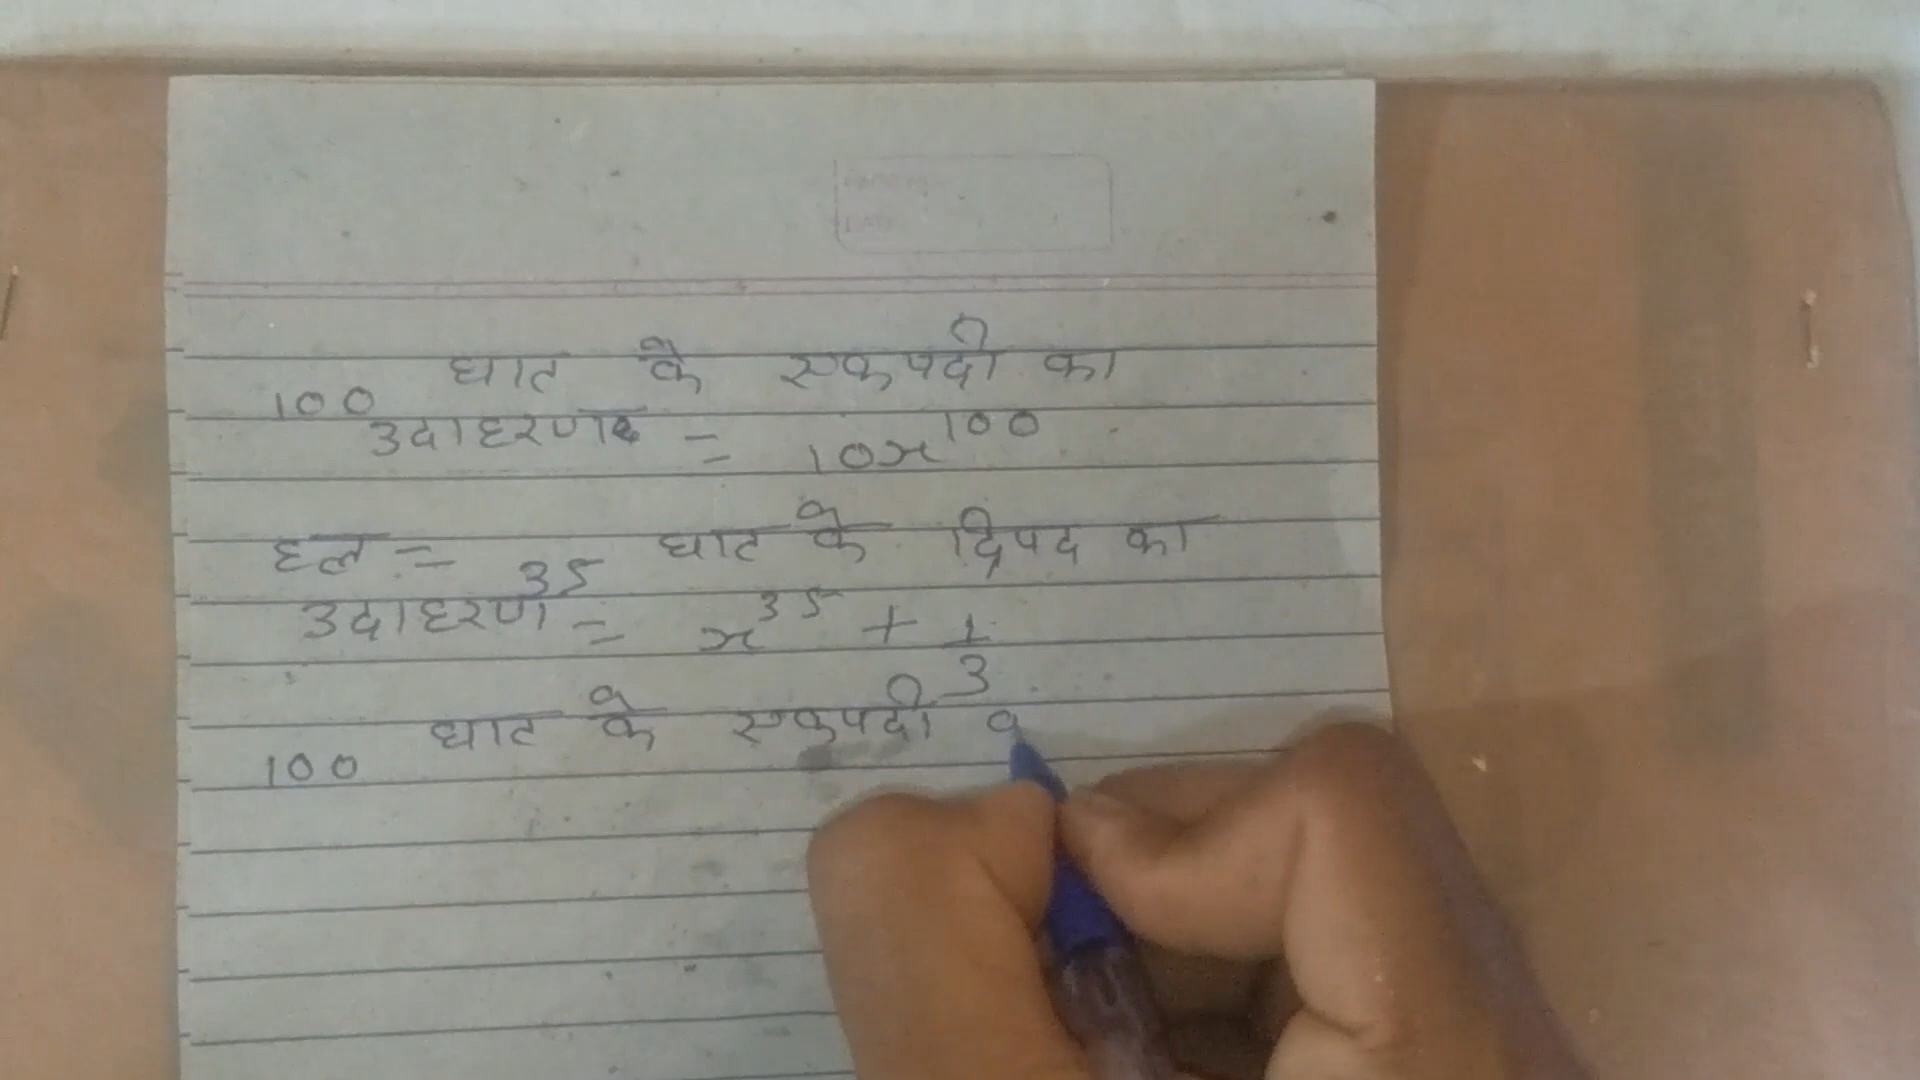 100 घात के एकपदी का
उदाहरण = 10x¹⁰⁰
हल = 35 घात के द्विपद का
उदाहरण = x³⁵ + 1/3
100 घात के एकपदी